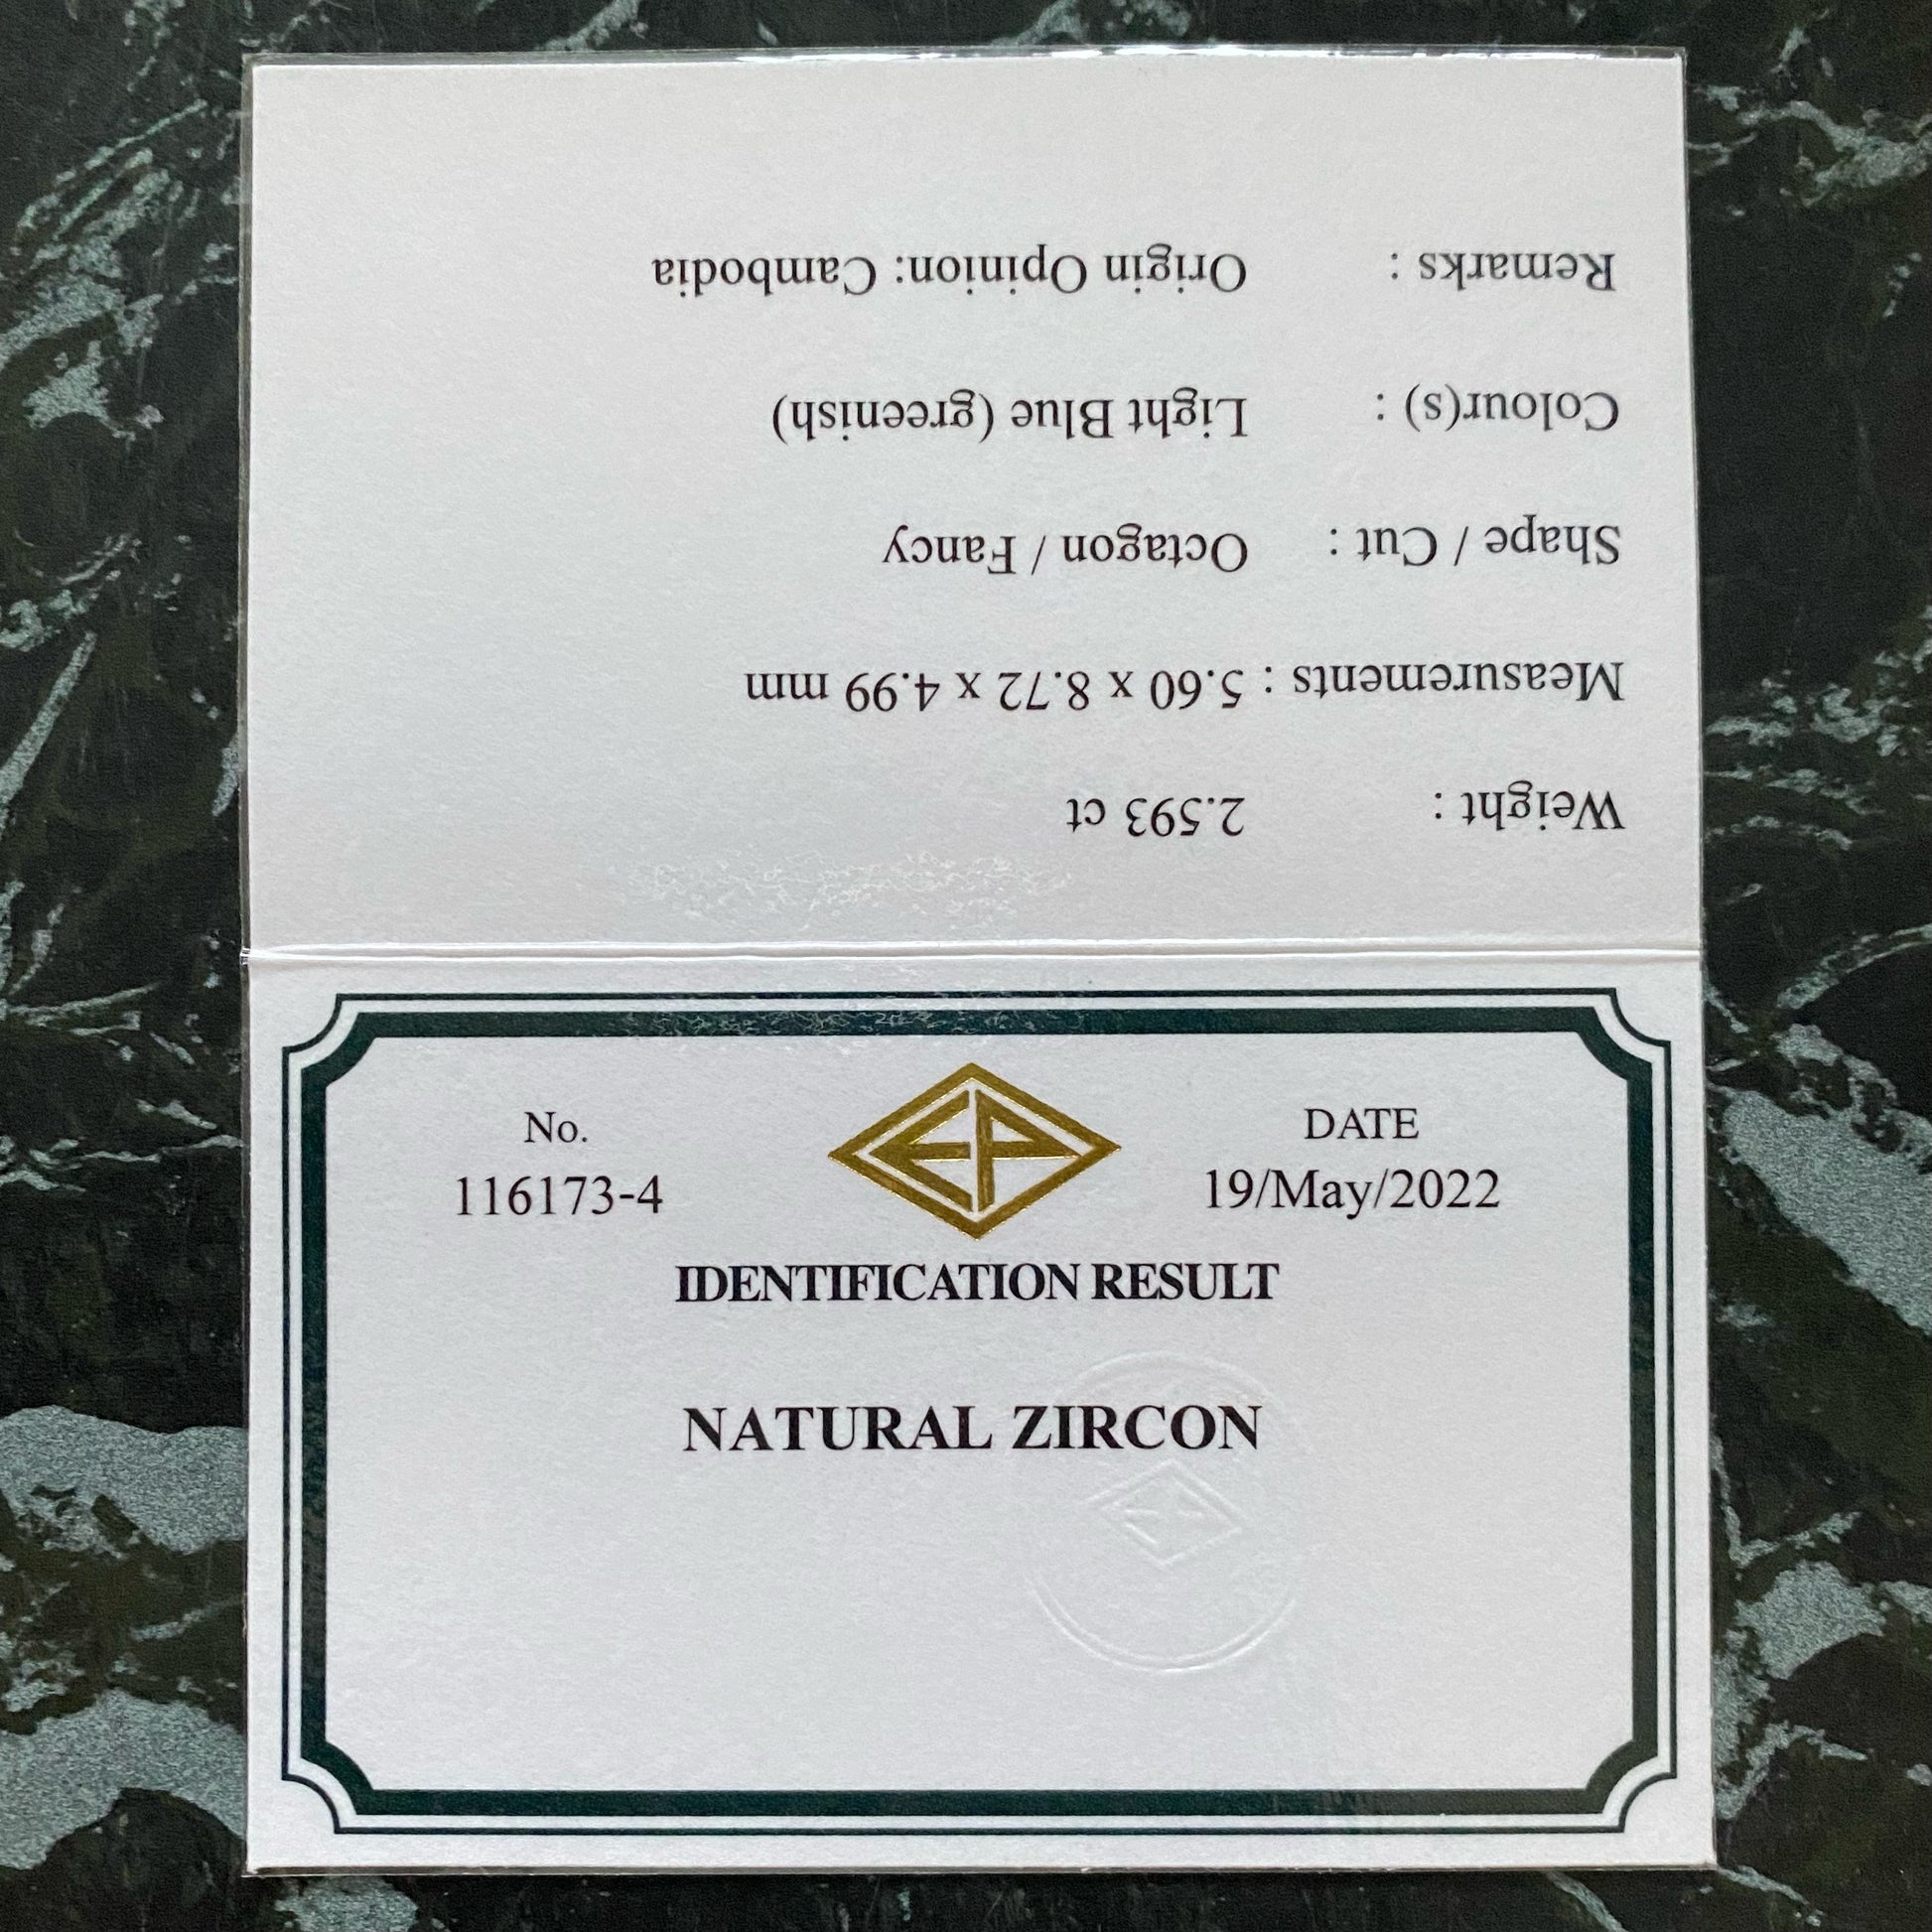 Weight : 2.593 ct
Measurements : 5.60 x 8.72 x 4.99 mm
Shape / Cut : Octagon / Fancy
Colour(s) : Light Blue (greenish)
Remarks : Origin Opinion: Cambodia
No.
116173-4
EP
DATE
19/May/2022
IDENTIFICATION RESULT
NATURAL ZIRCON